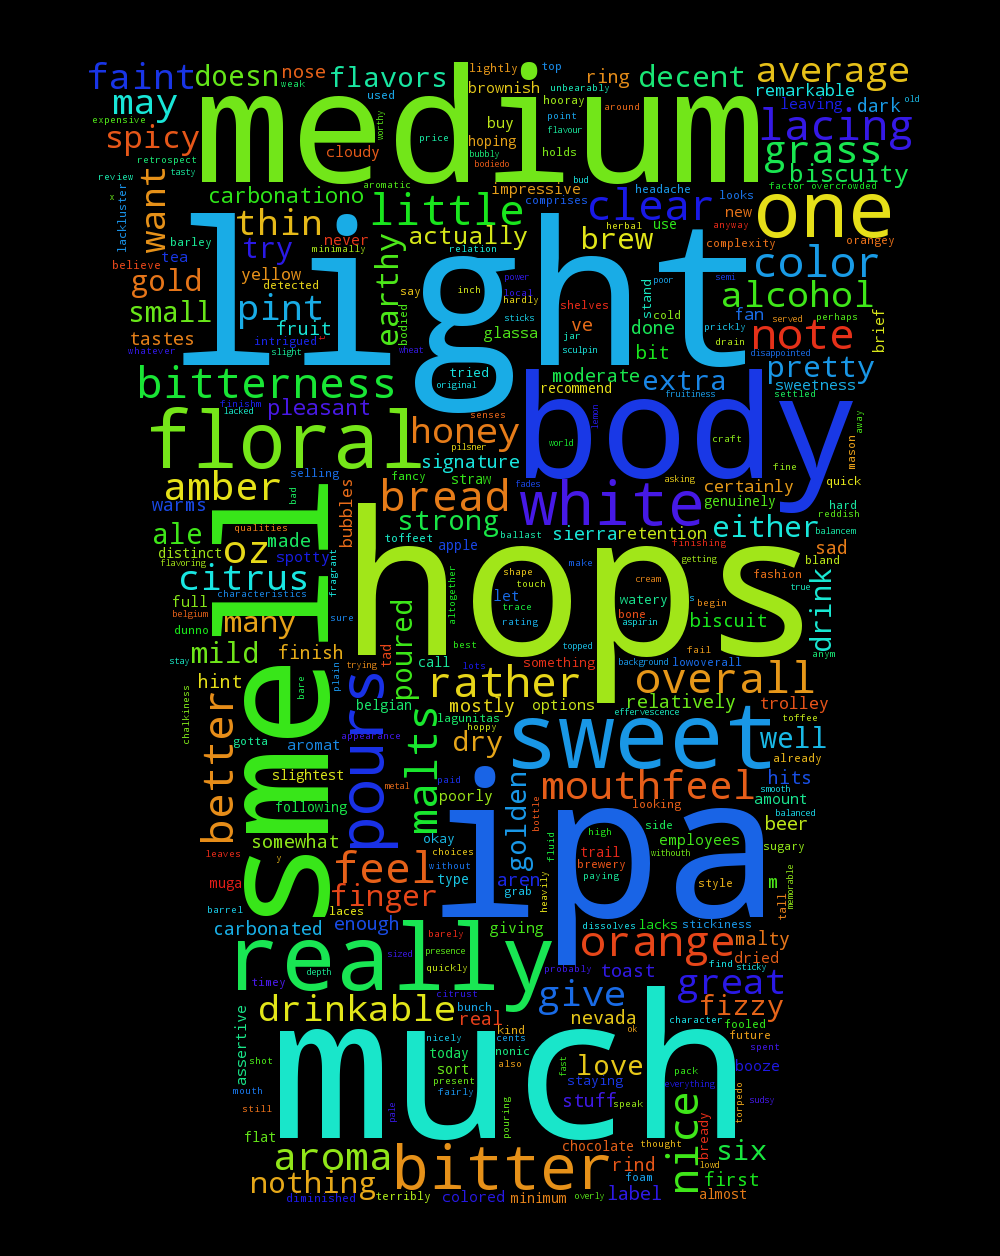 faint doesn nose flavors lightly top ring decent average
weak used brownish hooray unbearably remarkable
may medium around leaving dark old
expensive worthy price buy point flavour lacing
spicy cloudy hoping holds grass
retrospect tasty bubbly bodiedo biscuity
review aromatic bud factor overcrowded
x want carbonationo impressive headache looks one
lackluster thin little comprises clear new anyway
barley try never actually herbal brew use complexity orangey
tea minimally relation color
believe gold yellow detected earthy light power semi
say inch local poor alcohol
small pint bodied hardly shelves stand cold fan served perhaps brief
fruit sticks ve done prickly note
tastes intrigued glassa jar drain
whatever slight wheat sculpin bit disappointed
tried moderate pretty
bitterness original recommend extra sweetness
finishm pleasant fruitiness settled
lacked senses body lemon away
floral honey craft
pilsner world mason
signature fine
selling fancy straw fades asking certainly quick
amber bad bread white genuinely hard
warms bubbles reddish
ale qualities strong ballast sierra retention either balancem
distinct oz made toffeet finishing sad
flavoring spotty apple make getting bland
citrus fragrant hops shape cream fashion true
characteristics touch drink
full altogether let trace watery begin
belgium sure rating bone aspirin biscuit
dunno many smell poured best topped fail anym
mild finish tad call something background lowoverall
stay trying lots
hint bare plain rather overall
belgian mostly options relatively trolley
chalkiness better pours malts lagunitas effervescence toffee
gotta aromat appearance hoppy sweet well
dry already
slightest paid mouthfeel hits
metal smooth
following poorly golden bottle looking amount balanced
somewhat okay fluid high side employees beer
leaves y choices ipa sugary
without trail withouth
muga feel type aren grab brewery paying style m memorable
finger heavily tall
barrel laces
carbonated enough giving dissolves lacks stickiness
barely orange malty
really presence find
timey depth sized quickly probably toast dried sticky
citrust great
drinkable bunch give character fizzy
real nevada fooled
assertive kind ok future
nicely cents much
today nonic spent
shot sort also love booze
present fast pack
mouth fairly staying everything
still pale stuff speak nice torpedo sudsy
flat pouring bready
chocolate thought
aroma bitter rind lowd six
nothing foam first
diminished terribly colored minimum overly label almost